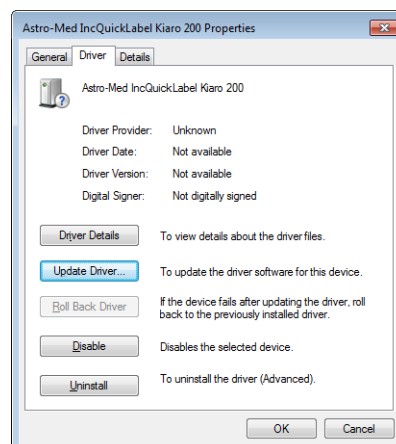 Astro-Med IncQuickLabel Kiaro 200 Properties
General Driver Details
Astro-Med IncQuickLabel Kiaro 200
Driver Provider: Unknown
Driver Date: Not available
Driver Version: Not available
Digital Signer: Not digitally signed
Driver Details To view details about the driver files.
Update Driver... To update the driver software for this device.
Roll Back Driver If the device fails after updating the driver, roll
back to the previously installed driver.
Disable Disables the selected device.
Uninstall To uninstall the driver (Advanced).
OK Cancel